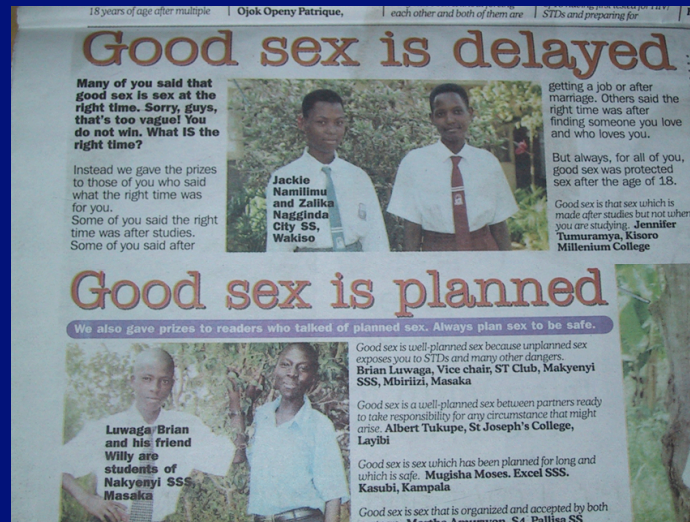 18 years of age after multiple
Ojok Openy Patrique,
each other and both of them are
STDs and preparing for
Good sex is delayed
Many of you said that
good sex is sex at the
right time. Sorry, guys,
that's too vague! You
do not win. What IS the
right time?
Instead we gave the prizes
to those of you who said
what the right time was
for you.
Some of you said the right
time was after studies.
Some of you said after
Jackie
Namilimu
and Zalika
Nagginda
City SS,
Wakiso
getting a job or after
marriage. Others said the
right time was after
finding someone you love
and who loves you.
But always, for all of you,
good sex was protected
sex after the age of 18.
Good sex is that sex which is
made after studies but not when
you are studying. Jennifer
Tumuramya, Kisoro
Millenium College
Good sex is planned
We also gave prizes to readers who talked of planned sex. Always plan sex to be safe.
Luwaga Brian
and his friend
Willy are
students of
Nakyenyi SSS
Masaka
Good sex is well-planned sex because unplanned sex
exposes you to STDs and many other dangers.
Brian Luwaga, Vice chair, ST Club, Makyenyi
SSS, Mbiriizi, Masaka
Good sex is a well-planned sex between partners ready
to take responsibility for any circumstance that might
arise. Albert Tukupe, St Joseph's College,
Layibi
Good sex is sex which has been planned for long and
which is safe. Mugisha Moses. Excel SSS.
Kasubi, Kampala
Good sex is sex that is organized and accepted by both